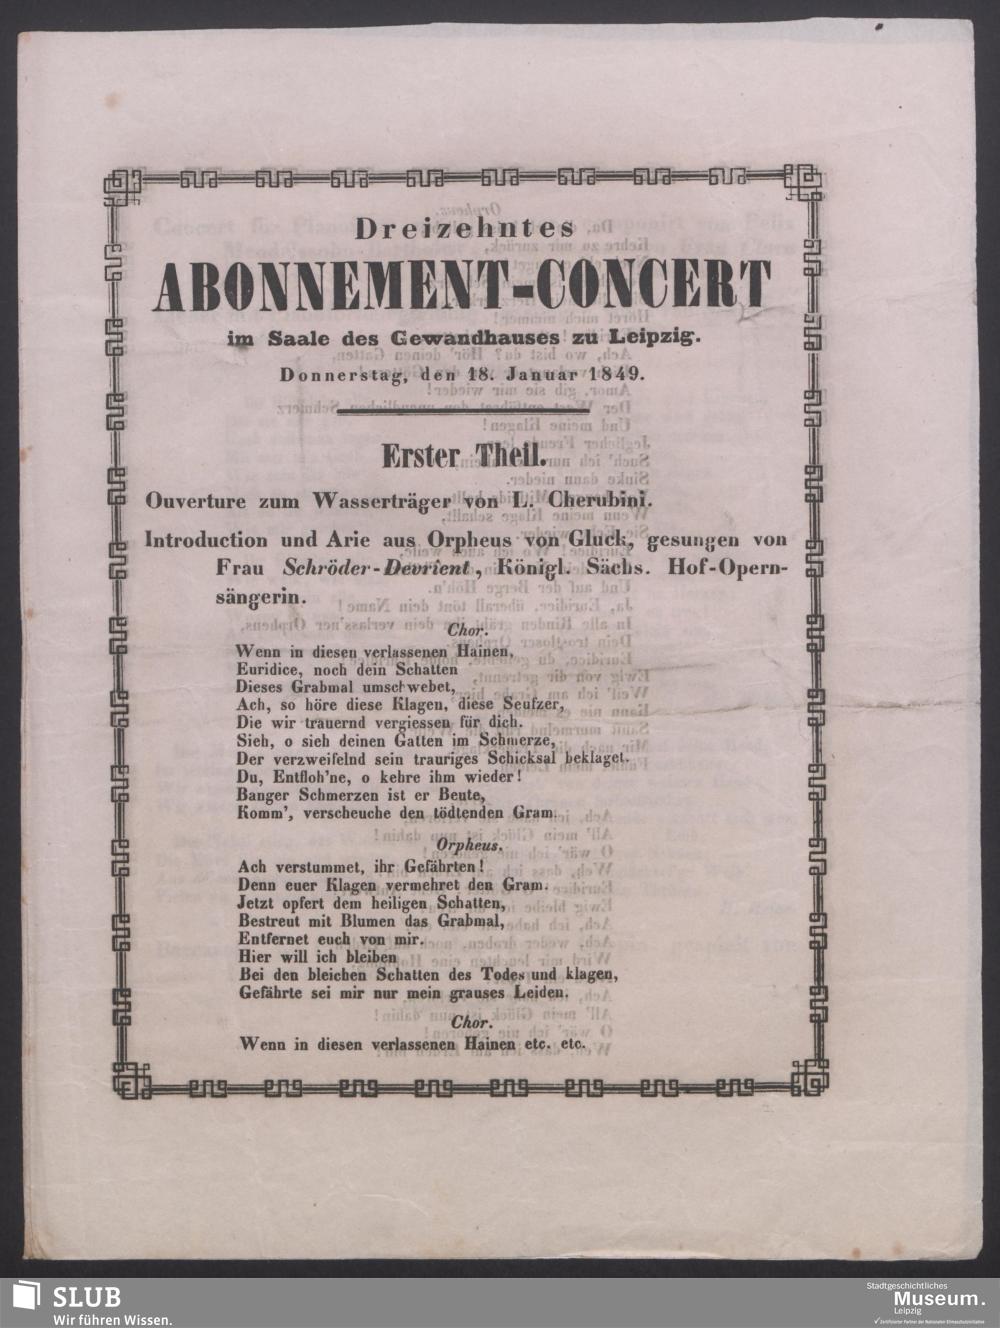 Dreizehntes
ABONNEMENT-CONCERT
im Saale des Gewandhauses zu Leipzig.
Donnerstag, den 18. Januar 1849.
Erster Theil.
Ouverture zum Wasserträger von L. Cherubini.
Introduction und Arie aus Orpheus von Gluck, gesungen von
Frau Schröder-Devrient, Königl. Sächs. Hof-Opern-
sängerin.
Chor.
Wenn in diesen verlassenen Hainen,
Euridice, noch dein Schatten
Dieses Grabmal umschwebet,
Ach, so höre diese Klagen, diese Seufzer,
Die wir trauernd vergiessen für dich.
Sieh, o sieh deinen Gatten im Schmerze,
Der verzweifelnd sein trauriges Schicksal beklaget.
Du, Entfloh'ne, o kehre ihm wieder!
Banger Schmerzen ist er Beute,
Komm', verscheuche den tödtenden Gram.
Orpheus.
Ach verstummet, ihr Gefährten!
Denn euer Klagen vermehret den Gram.
Jetzt opfert dem heiligen Schatten,
Bestreut mit Blumen das Grabmal,
Entfernet euch von mir.
Hier will ich bleiben
Bei den bleichen Schatten des Todes und klagen,
Gefährte sei mir nur mein grauses Leiden.
Chor.
Wenn in diesen verlassenen Hainen etc. etc.
SLUB
Wir führen Wissen.
Stadtgeschichtliches
Museum.
Leipzig
Zertifizierter Partner der Nationalen Klimaschutzinitiative